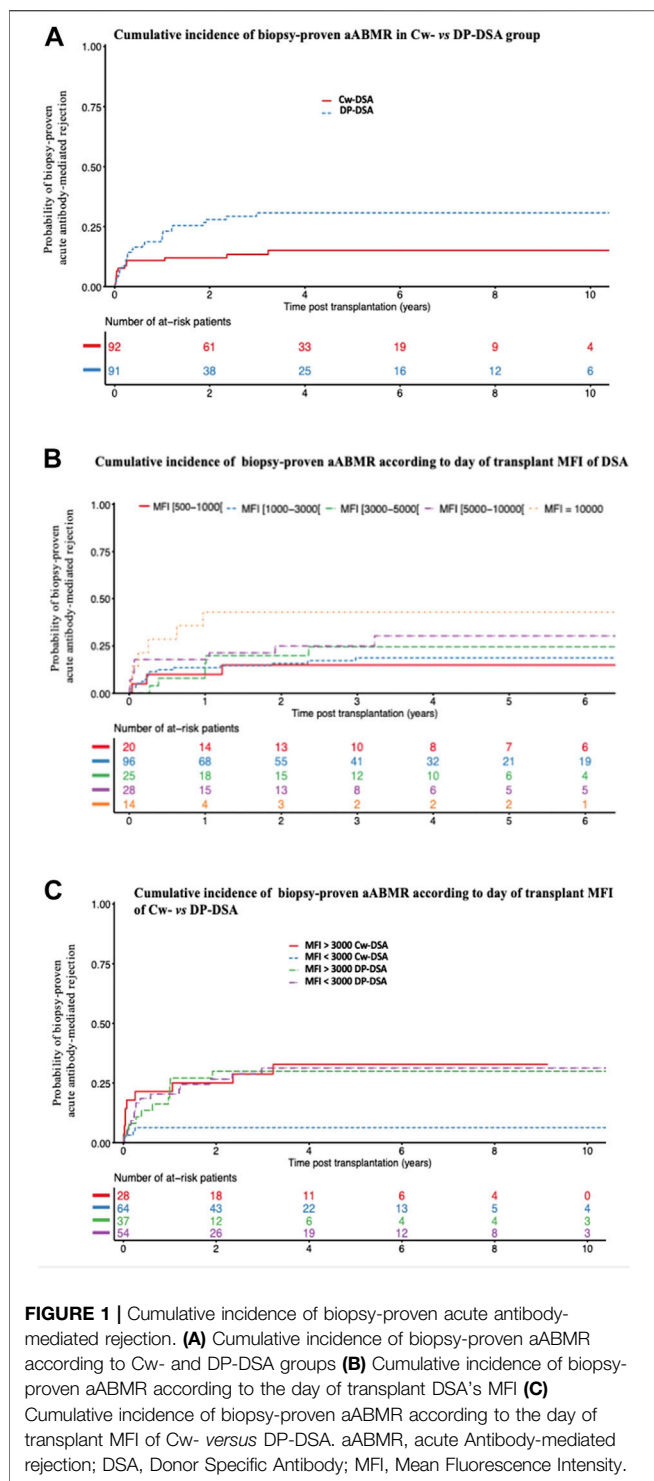 A
Cumulative incidence of biopsy-proven aABMR in Cw- vs DP-DSA group
Probability of biopsy-proven
acute antibody-mediated rejection
1.00
0.75
0.50
0.25
0.00
Cw-DSA
DP-DSA
0 2 4 6 8 10
Time post transplantation (years)
Number of at-risk patients
92 61 33 19 9 4
91 38 25 16 12 6
0 2 4 6 8 10
B
Cumulative incidence of biopsy-proven aABMR according to day of transplant MFI of DSA
Probability of biopsy-proven
acute antibody-mediated rejection
1.00
0.75
0.50
0.25
0.00
MFI [500−1000[ MFI [1000−3000[ MFI [3000−5000[ MFI [5000−10000[ MFI = 10000
0 1 2 3 4 5 6
Time post transplantation (years)
Number of at-risk patients
20 14 13 10 8 7 6
96 68 55 41 32 21 19
25 18 15 12 10 6 4
28 15 13 8 6 5 5
14 4 3 2 2 2 1
0 1 2 3 4 5 6
C
Cumulative incidence of biopsy-proven aABMR according to day of transplant MFI
of Cw- vs DP-DSA
Probability of biopsy-proven
acute antibody-mediated rejection
1.00
0.75
0.50
0.25
0.00
MFI > 3000 Cw-DSA
MFI < 3000 Cw-DSA
MFI > 3000 DP-DSA
MFI < 3000 DP-DSA
0 2 4 6 8 10
Time post transplantation (years)
Number of at-risk patients
28 18 11 6 4 0
64 43 22 13 5 4
37 12 6 4 4 3
54 26 19 12 8 3
0 2 4 6 8 10
FIGURE 1 | Cumulative incidence of biopsy-proven acute antibody-
mediated rejection. (A) Cumulative incidence of biopsy-proven aABMR
according to Cw- and DP-DSA groups (B) Cumulative incidence of biopsy-
proven aABMR according to the day of transplant DSA's MFI (C)
Cumulative incidence of biopsy-proven aABMR according to the day of
transplant MFI of Cw- versus DP-DSA. aABMR, acute Antibody-mediated
rejection; DSA, Donor Specific Antibody; MFI, Mean Fluorescence Intensity.